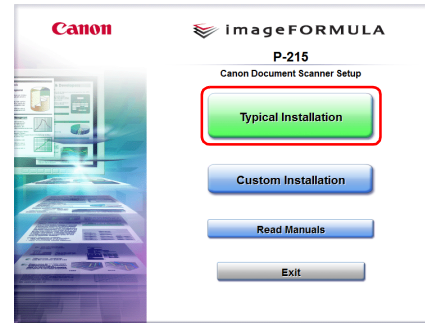 Canon
imageFORMULA
P-215
Canon Document Scanner Setup
Typical Installation
Custom Installation
Read Manuals
Exit